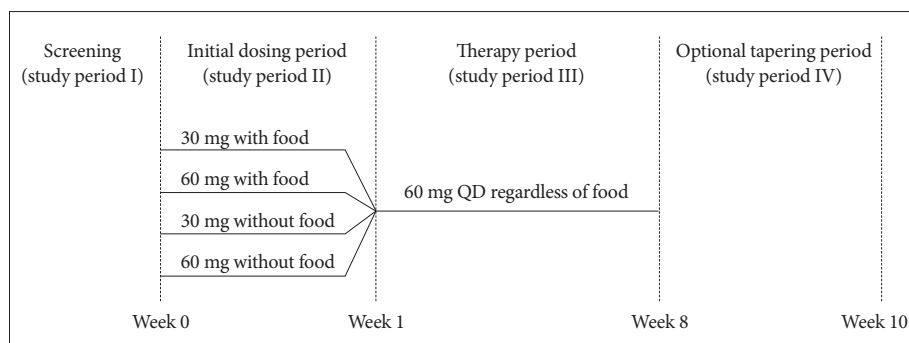 Screening
(study period I)
Initial dosing period
(study period II)
Therapy period
(study period III)
Optional tapering period
(study period IV)
30 mg with food
60 mg with food
30 mg without food
60 mg without food
60 mg QD regardless of food
Week 0
Week 1
Week 8
Week 10